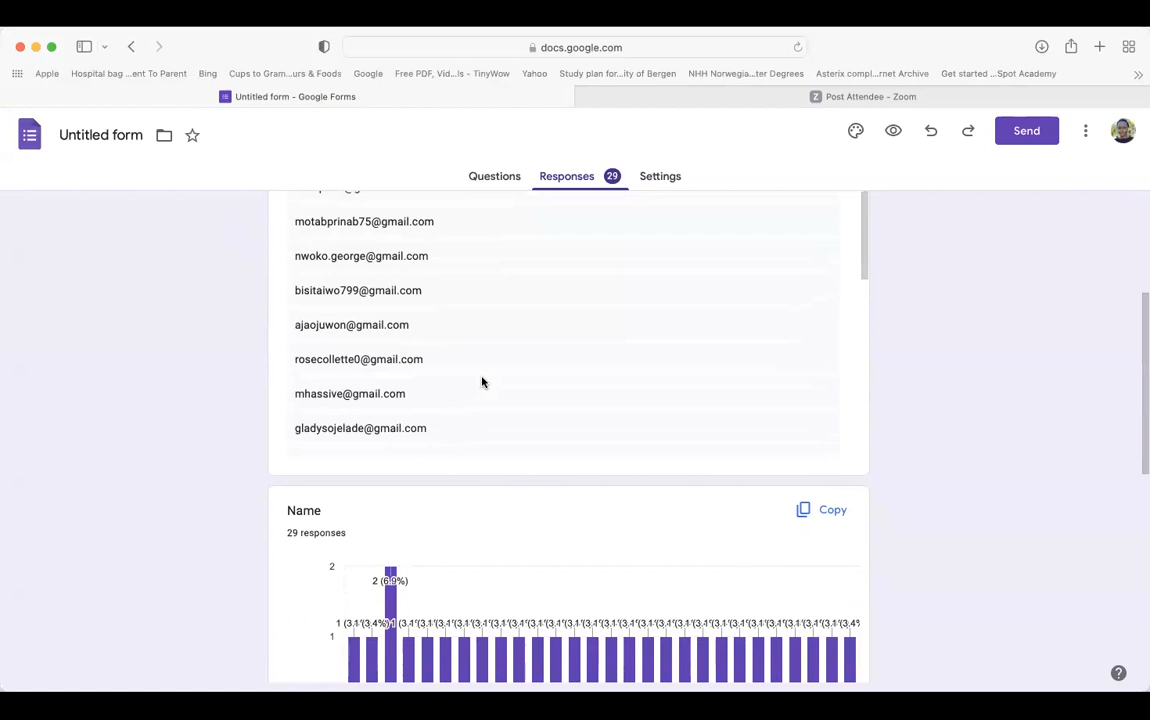 docs.google.com
Apple Hospital bag ...ent To Parent Bing Cups to Gram...urs & Foods Google Free PDF, Vid...ls - TinyWow Yahoo Study plan for...ity of Bergen NHH Norwegia...ter Degrees Asterix compl...rnet Archive Get started ...Spot Academy
Untitled form - Google Forms Z Post Attendee - Zoom
Untitled form Send
Questions Responses 29 Settings
motabprinab75@gmail.com
nwoko.george@gmail.com
bisitaiwo799@gmail.com
ajaojuwon@gmail.com
rosecollette0@gmail.com
mhassive@gmail.com
gladysojelade@gmail.com
Name Copy
29 responses
2
2 (6.9%)
1